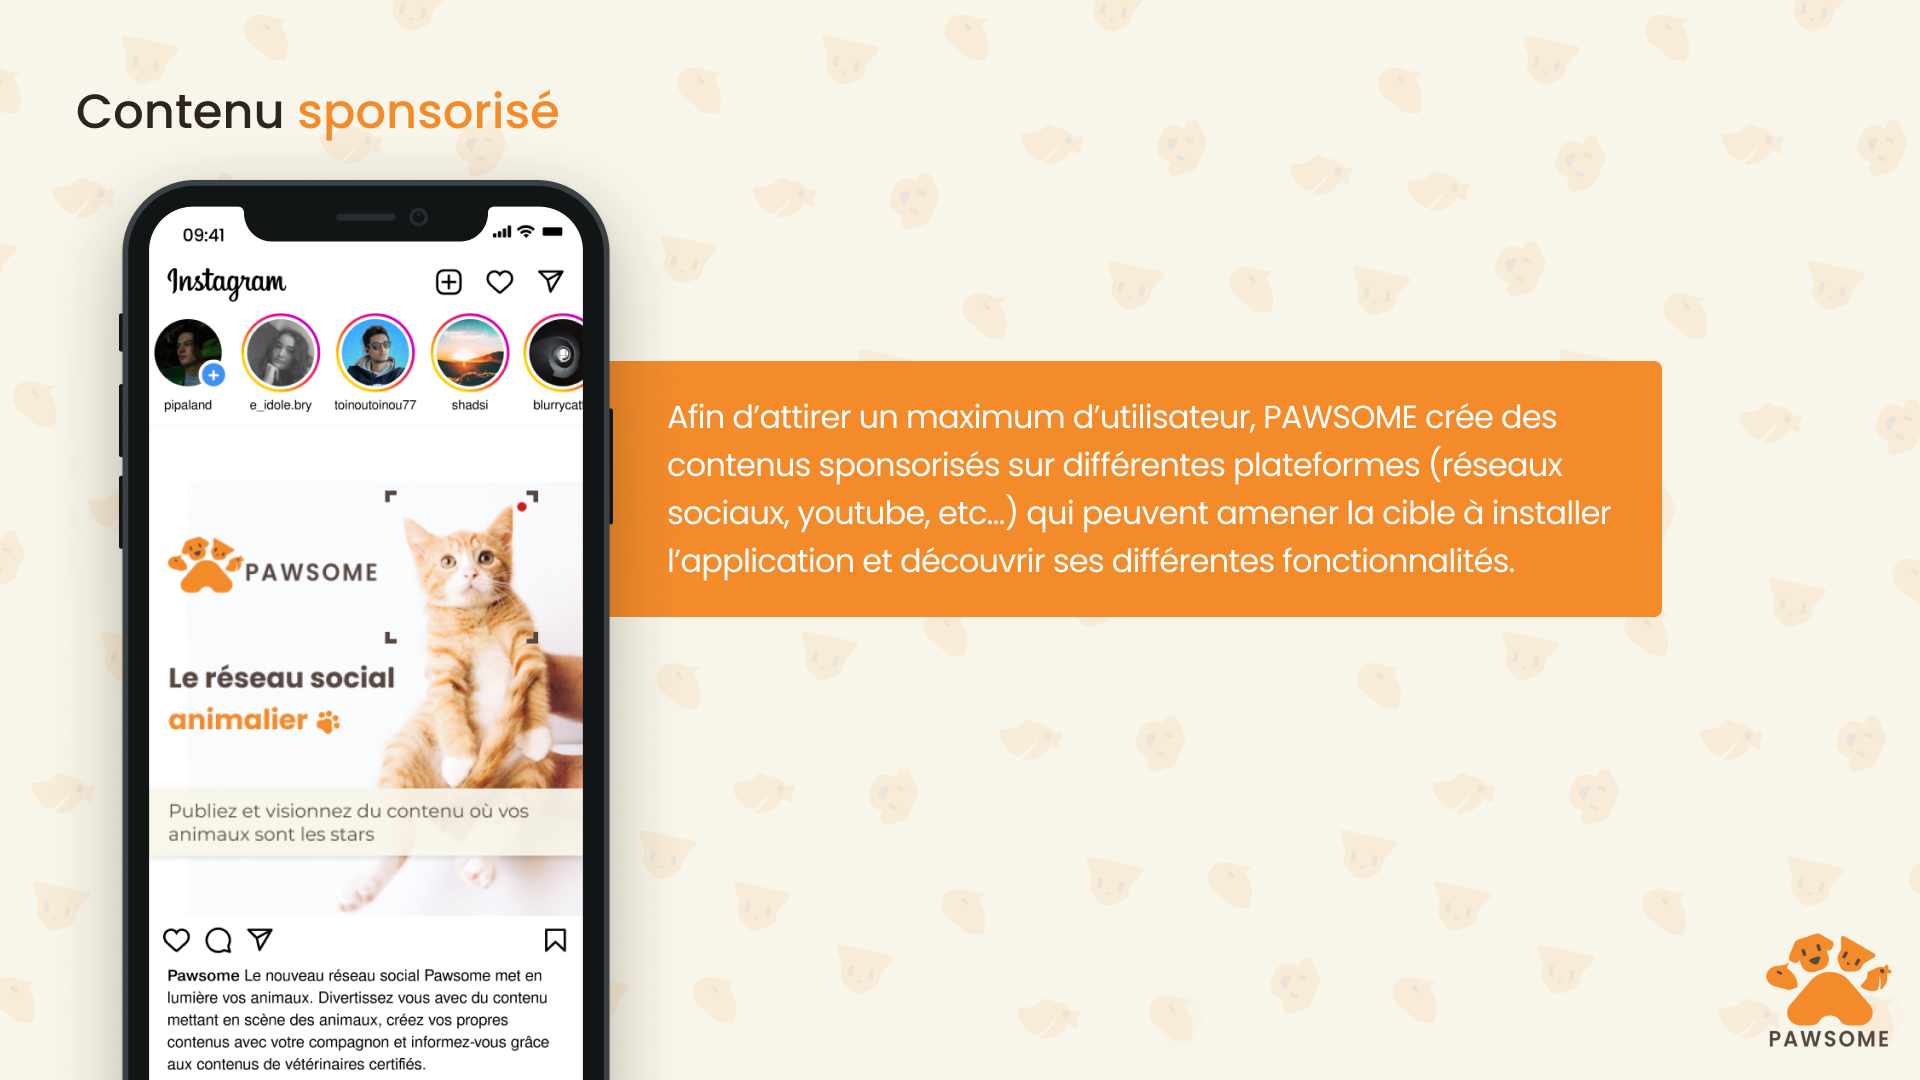 Contenu sponsorisé
09:41
Instagram
pipaland
e_idole.bry
toinoutoinou77
shadsi
blurrycat
PAWSOME
Le réseau social
animalier
Publiez et visionnez du contenu où vos
animaux sont les stars
Pawsome Le nouveau réseau social Pawsome met en
lumière vos animaux. Divertissez vous avec du contenu
mettant en scène des animaux, créez vos propres
contenus avec votre compagnon et informez-vous grâce
aux contenus de vétérinaires certifiés.
Afin d’attirer un maximum d’utilisateur, PAWSOME crée des
contenus sponsorisés sur différentes plateformes (réseaux
sociaux, youtube, etc...) qui peuvent amener la cible à installer
l’application et découvrir ses différentes fonctionnalités.
PAWSOME